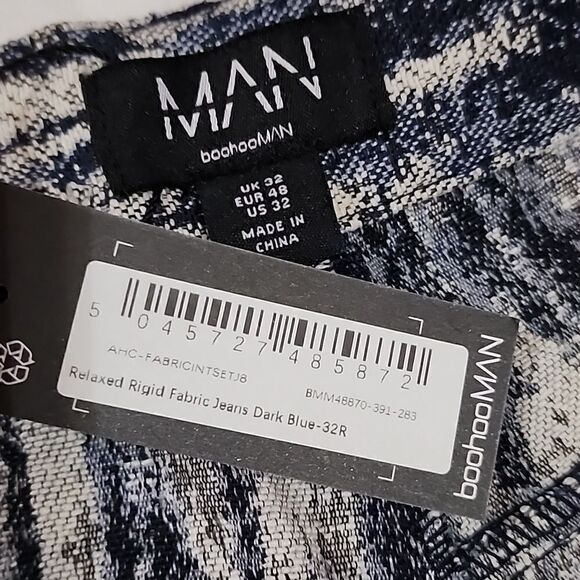 MAN
boohooMAN
UK 32
EUR 48
US 32
MADE IN
CHINA
5 045727 485872
AHC-FABRICINTSETJ8
BMM48870-391-283
Relaxed Rigid Fabric Jeans Dark Blue-32R
boohooMAN